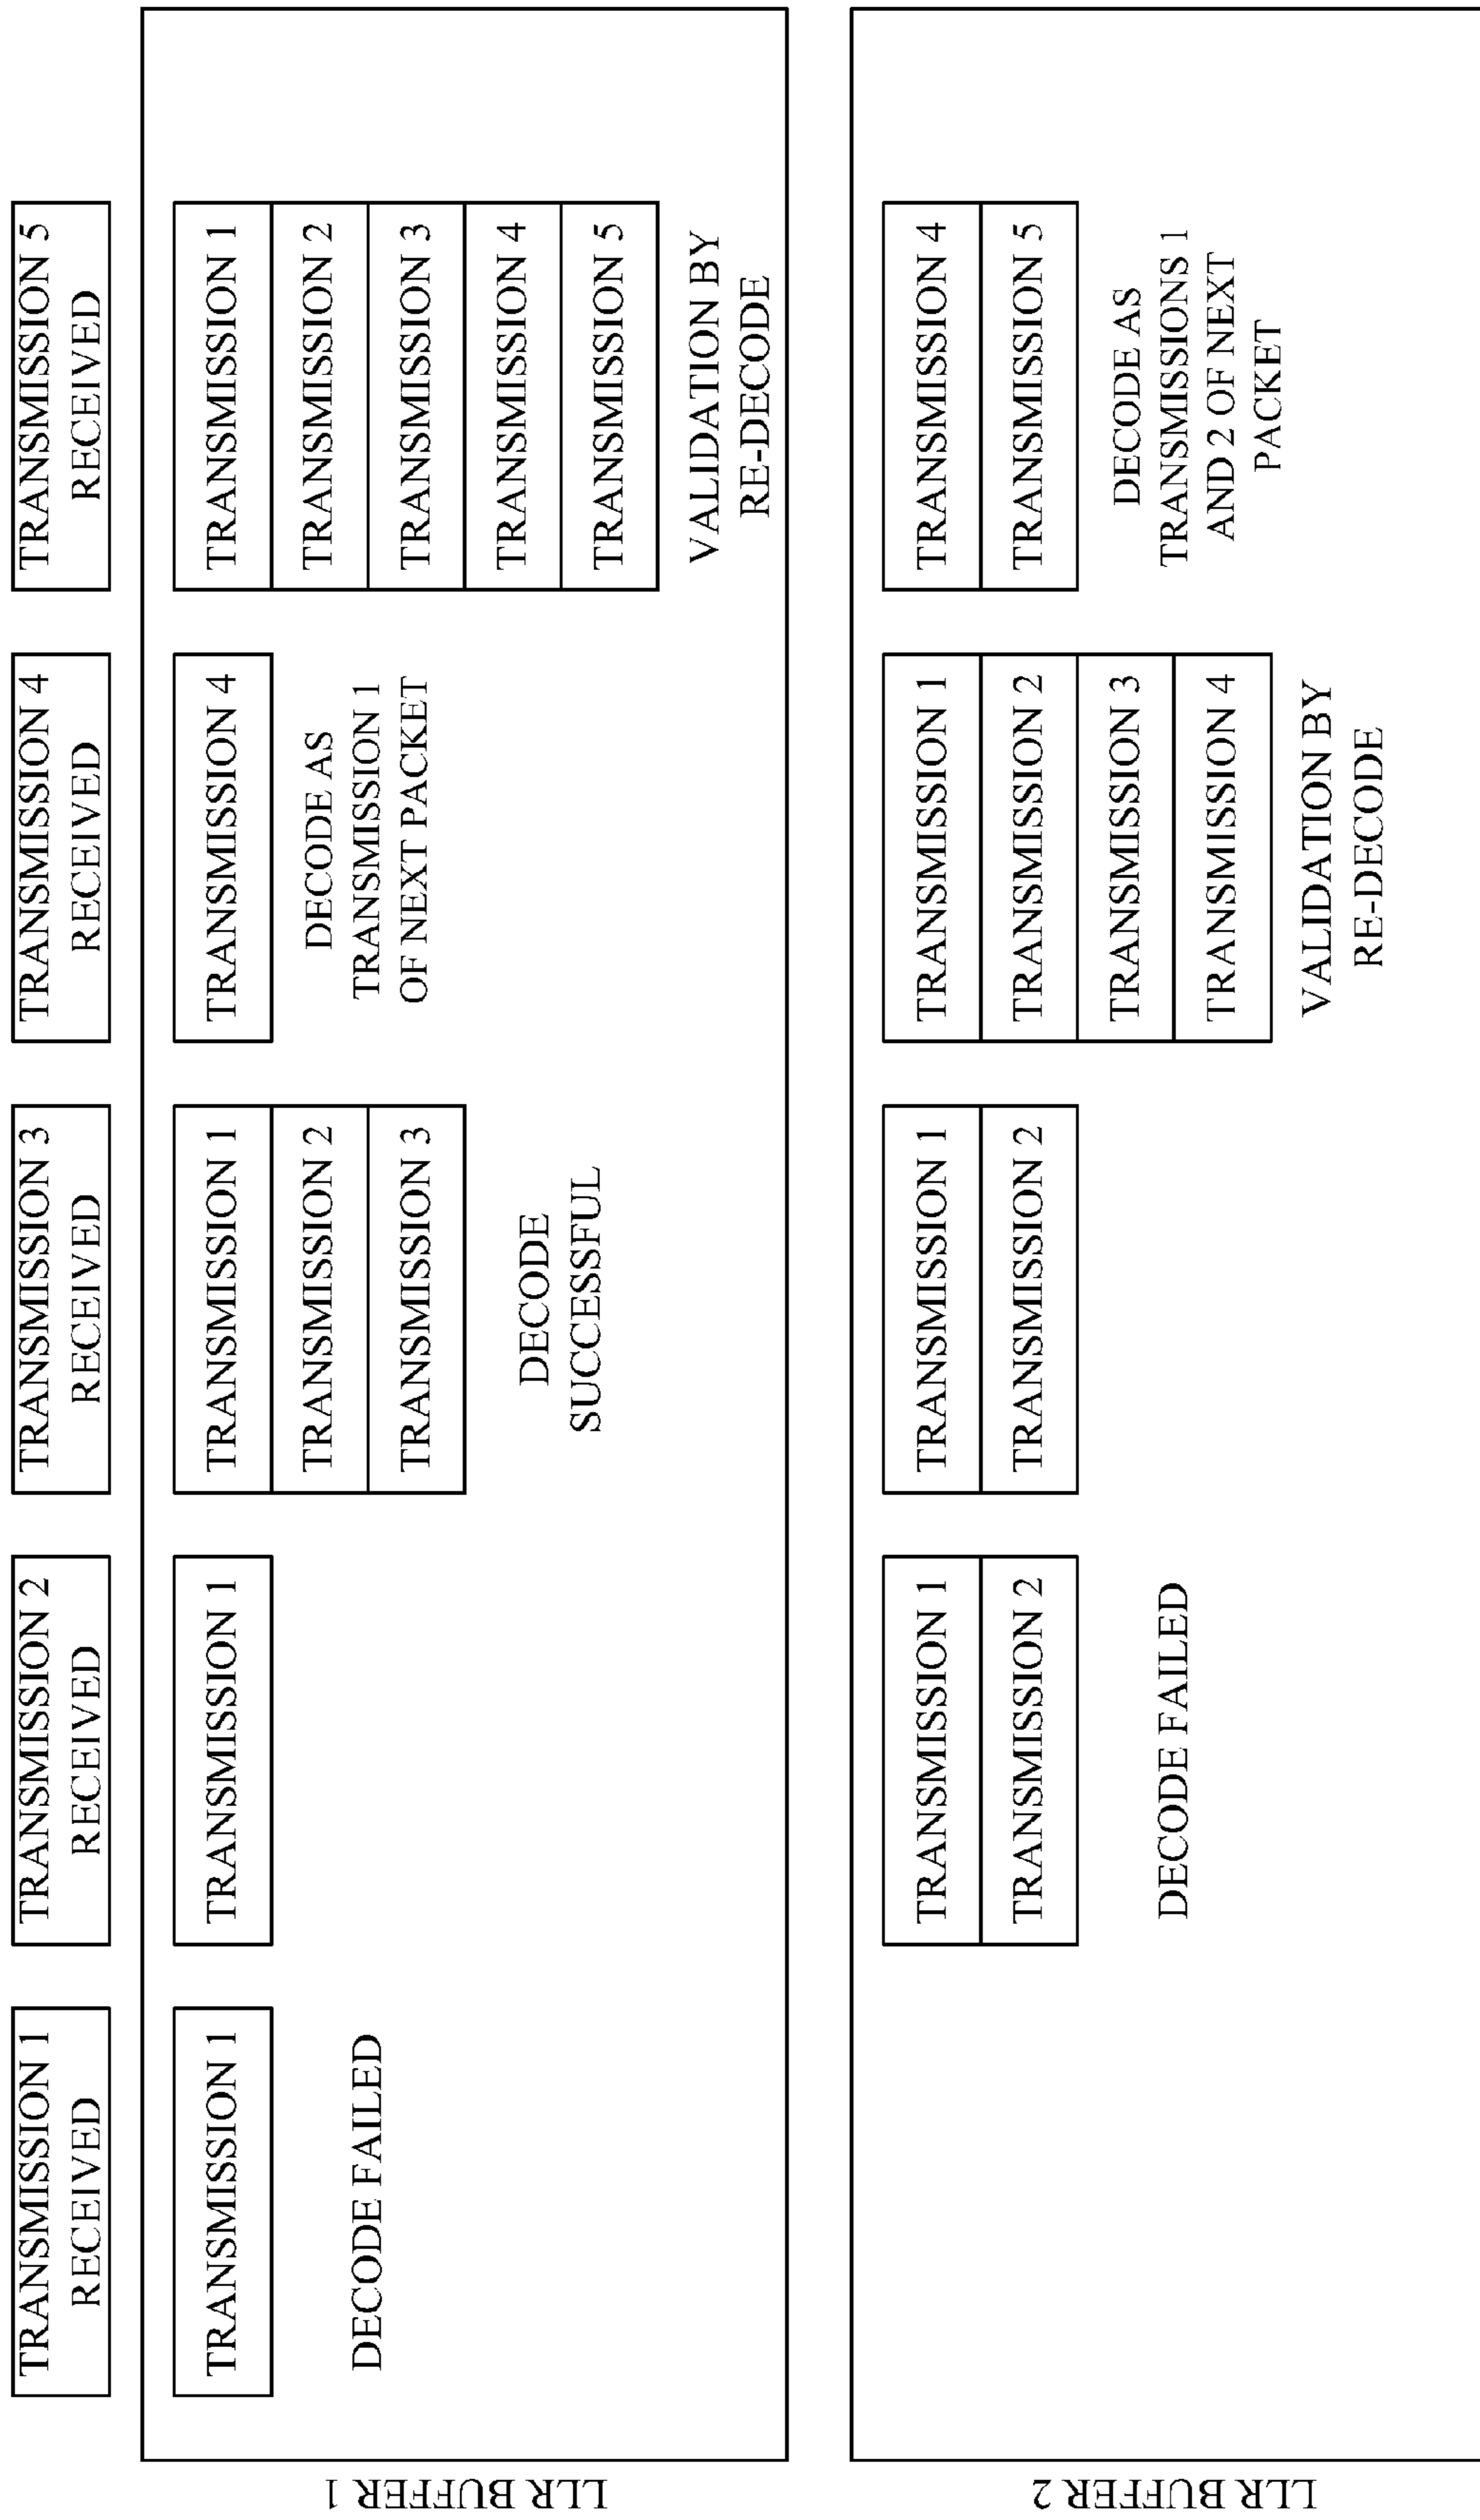 TRANSMISSION 1
RECEIVED
TRANSMISSION 2
RECEIVED
TRANSMISSION 3
RECEIVED
TRANSMISSION 4
RECEIVED
TRANSMISSION 5
RECEIVED
LLR BUFFER 1
TRANSMISSION 1
DECODE FAILED
TRANSMISSION 1
TRANSMISSION 1
TRANSMISSION 2
TRANSMISSION 3
DECODE
SUCCESSFUL
TRANSMISSION 4
DECODE AS
TRANSMISSION 1
OF NEXT PACKET
TRANSMISSION 1
TRANSMISSION 2
TRANSMISSION 3
TRANSMISSION 4
TRANSMISSION 5
VALIDATION BY
RE-DECODE
LLR BUFFER 2
TRANSMISSION 1
TRANSMISSION 2
DECODE FAILED
TRANSMISSION 1
TRANSMISSION 2
TRANSMISSION 1
TRANSMISSION 2
TRANSMISSION 3
TRANSMISSION 4
VALIDATION BY
RE-DECODE
TRANSMISSION 4
TRANSMISSION 5
DECODE AS
TRANSMISSIONS 1
AND 2 OF NEXT
PACKET